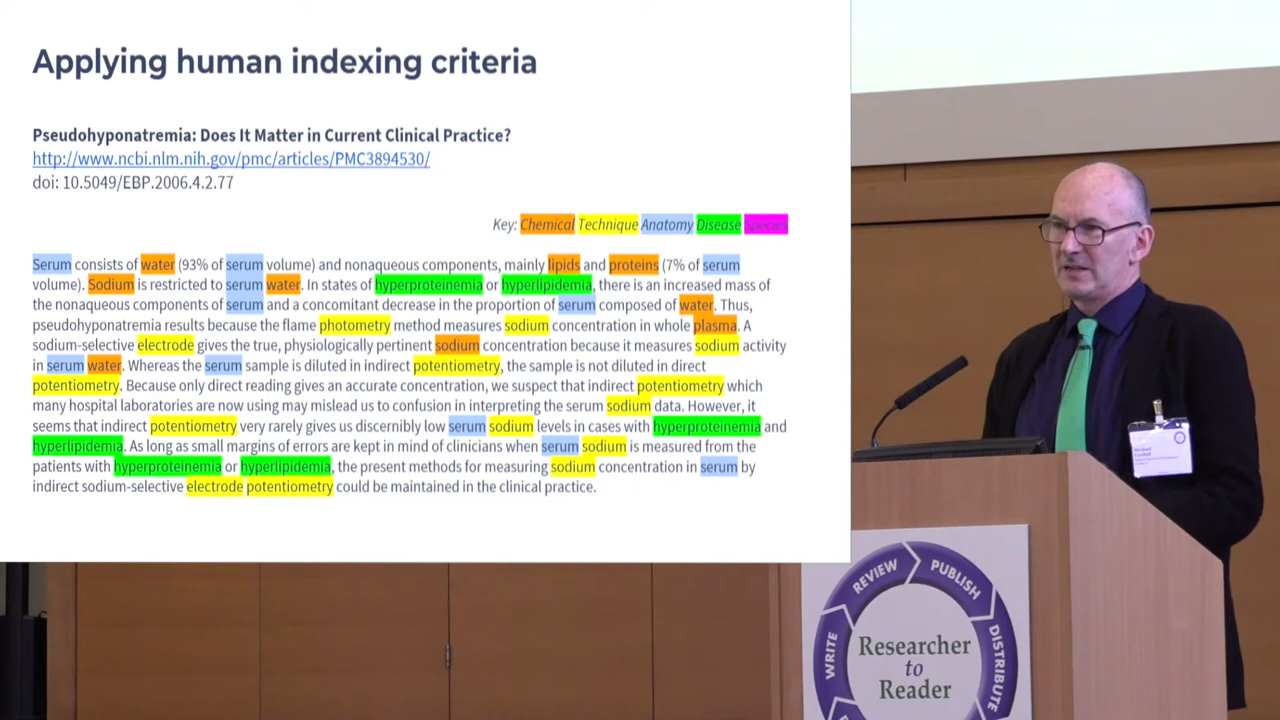 Applying human indexing criteria
Pseudohyponatremia: Does It Matter in Current Clinical Practice?
http://www.ncbi.nlm.nih.gov/pmc/articles/PMC3894530/
doi: 10.5049/EBP.2006.4.2.77
Key: Chemical Technique Anatomy Disease Species
Serum consists of water (93% of serum volume) and nonaqueous components, mainly lipids and proteins (7% of serum
volume). Sodium is restricted to serum water. In states of hyperproteinemia or hyperlipidemia, there is an increased mass of
the nonaqueous components of serum and a concomitant decrease in the proportion of serum composed of water. Thus,
pseudohyponatremia results because the flame photometry method measures sodium concentration in whole plasma. A
sodium-selective electrode gives the true, physiologically pertinent sodium concentration because it measures sodium activity
in serum water. Whereas the serum sample is diluted in indirect potentiometry, the sample is not diluted in direct
potentiometry. Because only direct reading gives an accurate concentration, we suspect that indirect potentiometry which
many hospital laboratories are now using may mislead us to confusion in interpreting the serum sodium data. However, it
seems that indirect potentiometry very rarely gives us discernibly low serum sodium levels in cases with hyperproteinemia and
hyperlipidemia. As long as small margins of errors are kept in mind of clinicians when serum sodium is measured from the
patients with hyperproteinemia or hyperlipidemia, the present methods for measuring sodium concentration in serum by
indirect sodium-selective electrode potentiometry could be maintained in the clinical practice.
WRITE
REVIEW
PUBLISH
DISTRIBUTE
Researcher
to
Reader